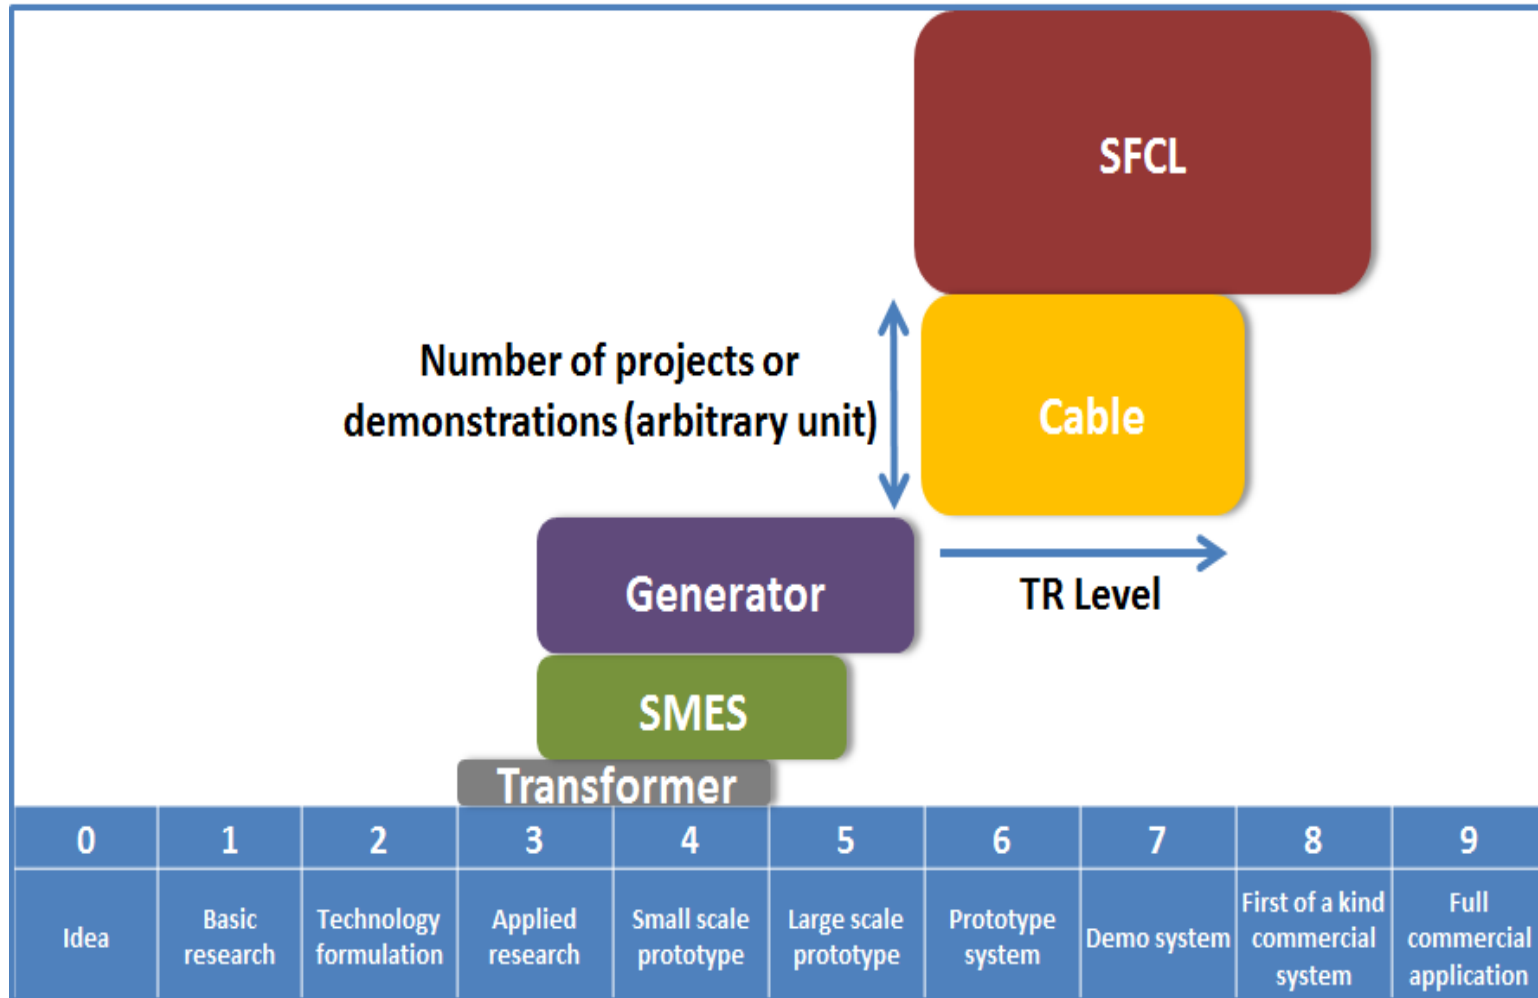 SFCL
Number of projects or
demonstrations (arbitrary unit)
Cable
Generator
TR Level
SMES
Transformer
0 1 2 3 4 5 6 7 8 9
Idea
Basic
research
Technology
formulation
Applied
research
Small scale
prototype
Large scale
prototype
Prototype
system
Demo system
First of a kind
commercial
system
Full
commercial
application